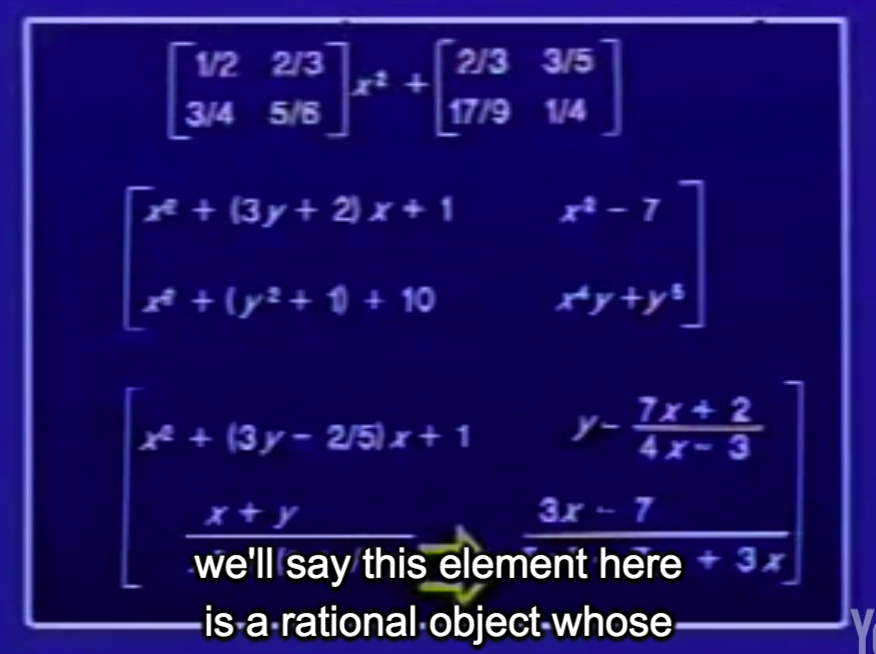 [ 1/2 2/3 ] x² + [ 2/3 3/5 ]
[ 3/4 5/6 ] [ 17/9 1/4 ]
x² + (3y + 2) x + 1 x² - 7
x² + (y² + 1) + 10 x⁴y + y⁵
x² + (3y - 2/5) x + 1 y - 7x + 2
4x - 3
x + y 3x - 7
+ 3x
we'll say this element here
is a rational object whose